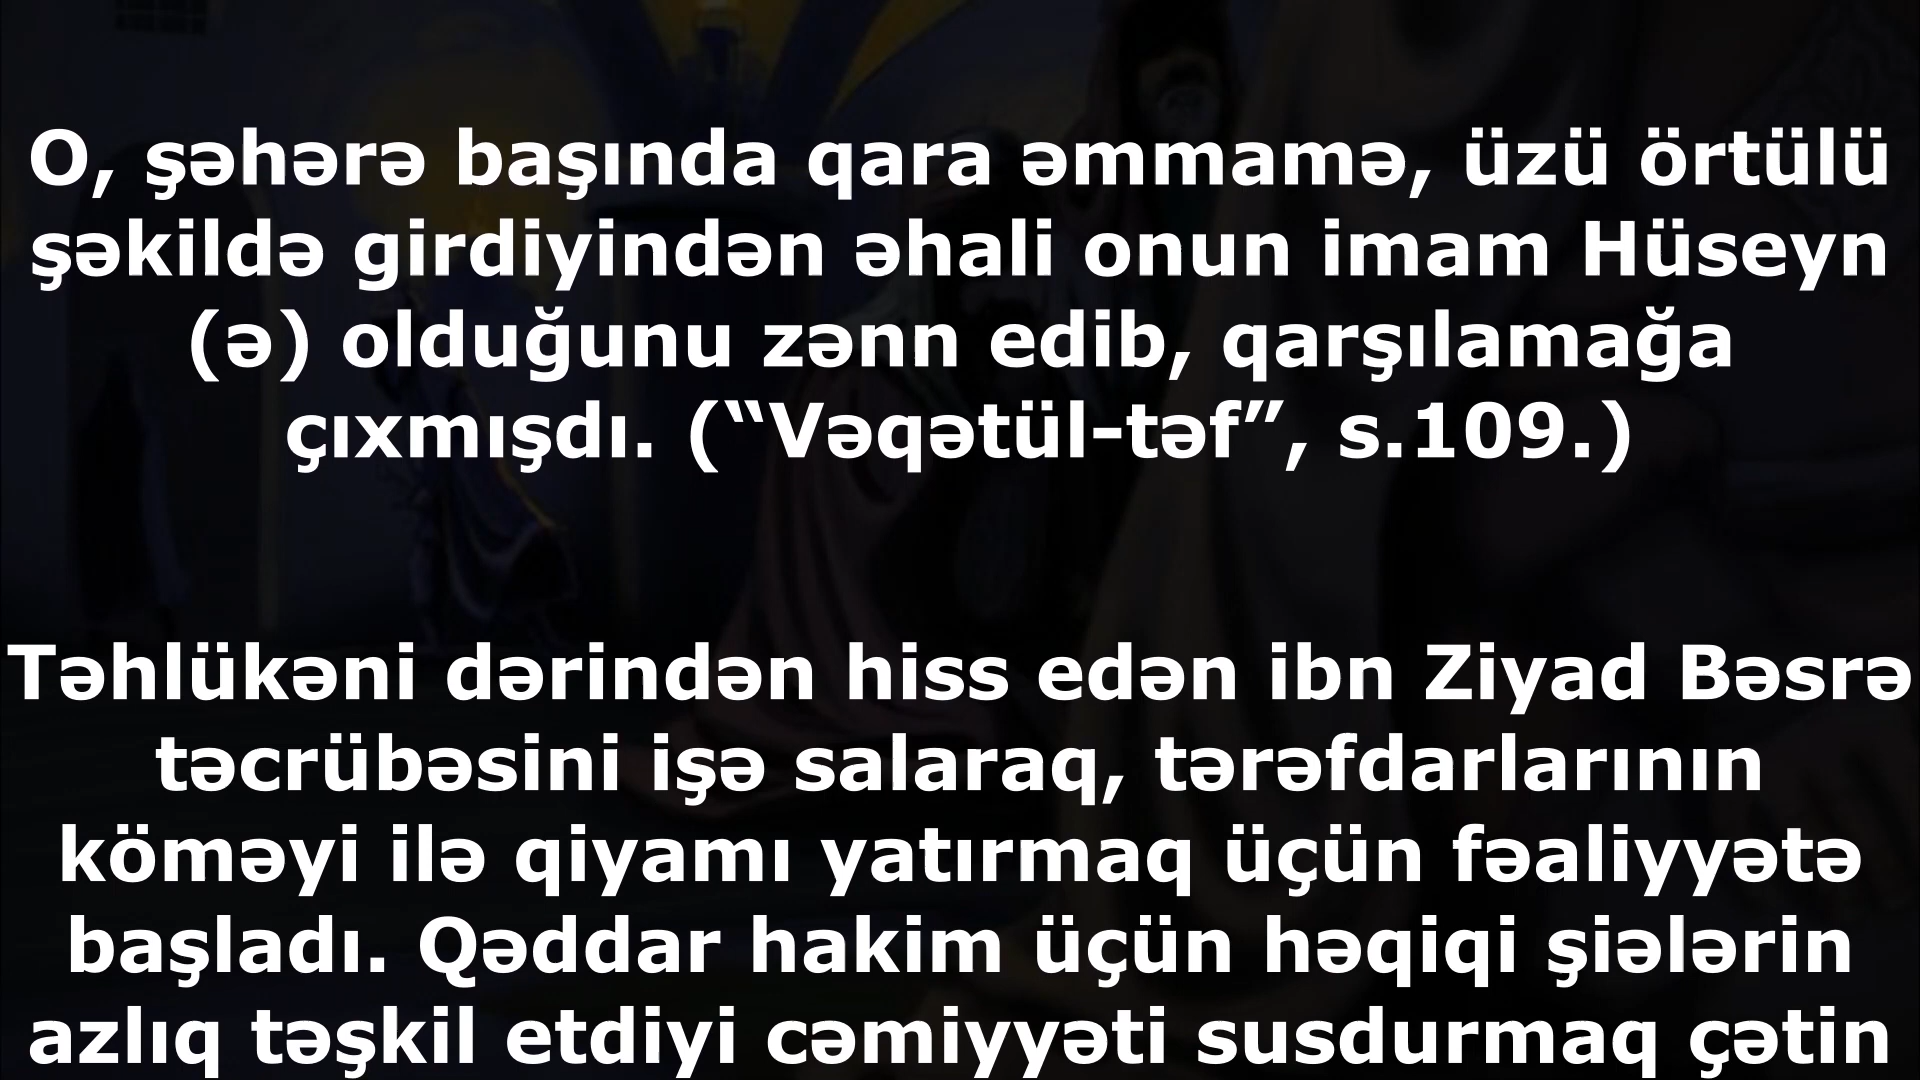 O, şəhərə başında qara əmmamə, üzü örtülü
şəkildə girdiyindən əhali onun imam Hüseyn
(ə) olduğunu zənn edib, qarşılamağa
çıxmışdı. (“Vəqətül-təf”, s.109.)
Təhlükəni dərindən hiss edən ibn Ziyad Bəsrə
təcrübəsini işə salaraq, tərəfdarlarının
köməyi ilə qiyamı yatırmaq üçün fəaliyyətə
başladı. Qəddar hakim üçün həqiqi şiələrin
azlıq təşkil etdiyi cəmiyyəti susdurmaq çətin